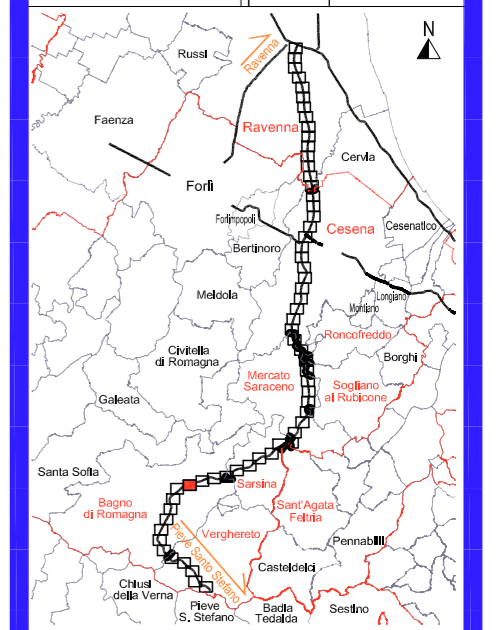 N
Russi
Ravenna
Faenza
Ravenna
Cervia
Forlì
Forlimpopoli
Cesena
Cesenatico
Bertinoro
Meldola
Longiano
Montiano
Roncofreddo
Civitella
di Romagna
Borghi
Mercato
Saraceno
Sogliano
al Rubicone
Galeata
Santa Sofia
Sarsina
Bagno
di Romagna
Sant'Agata
Feltria
Verghereto
Pieve Santo Stefano
Pennabilli
Casteldelci
Chiusi
della Verna
Pieve
S. Stefano
Badia
Tedalda
Sestino